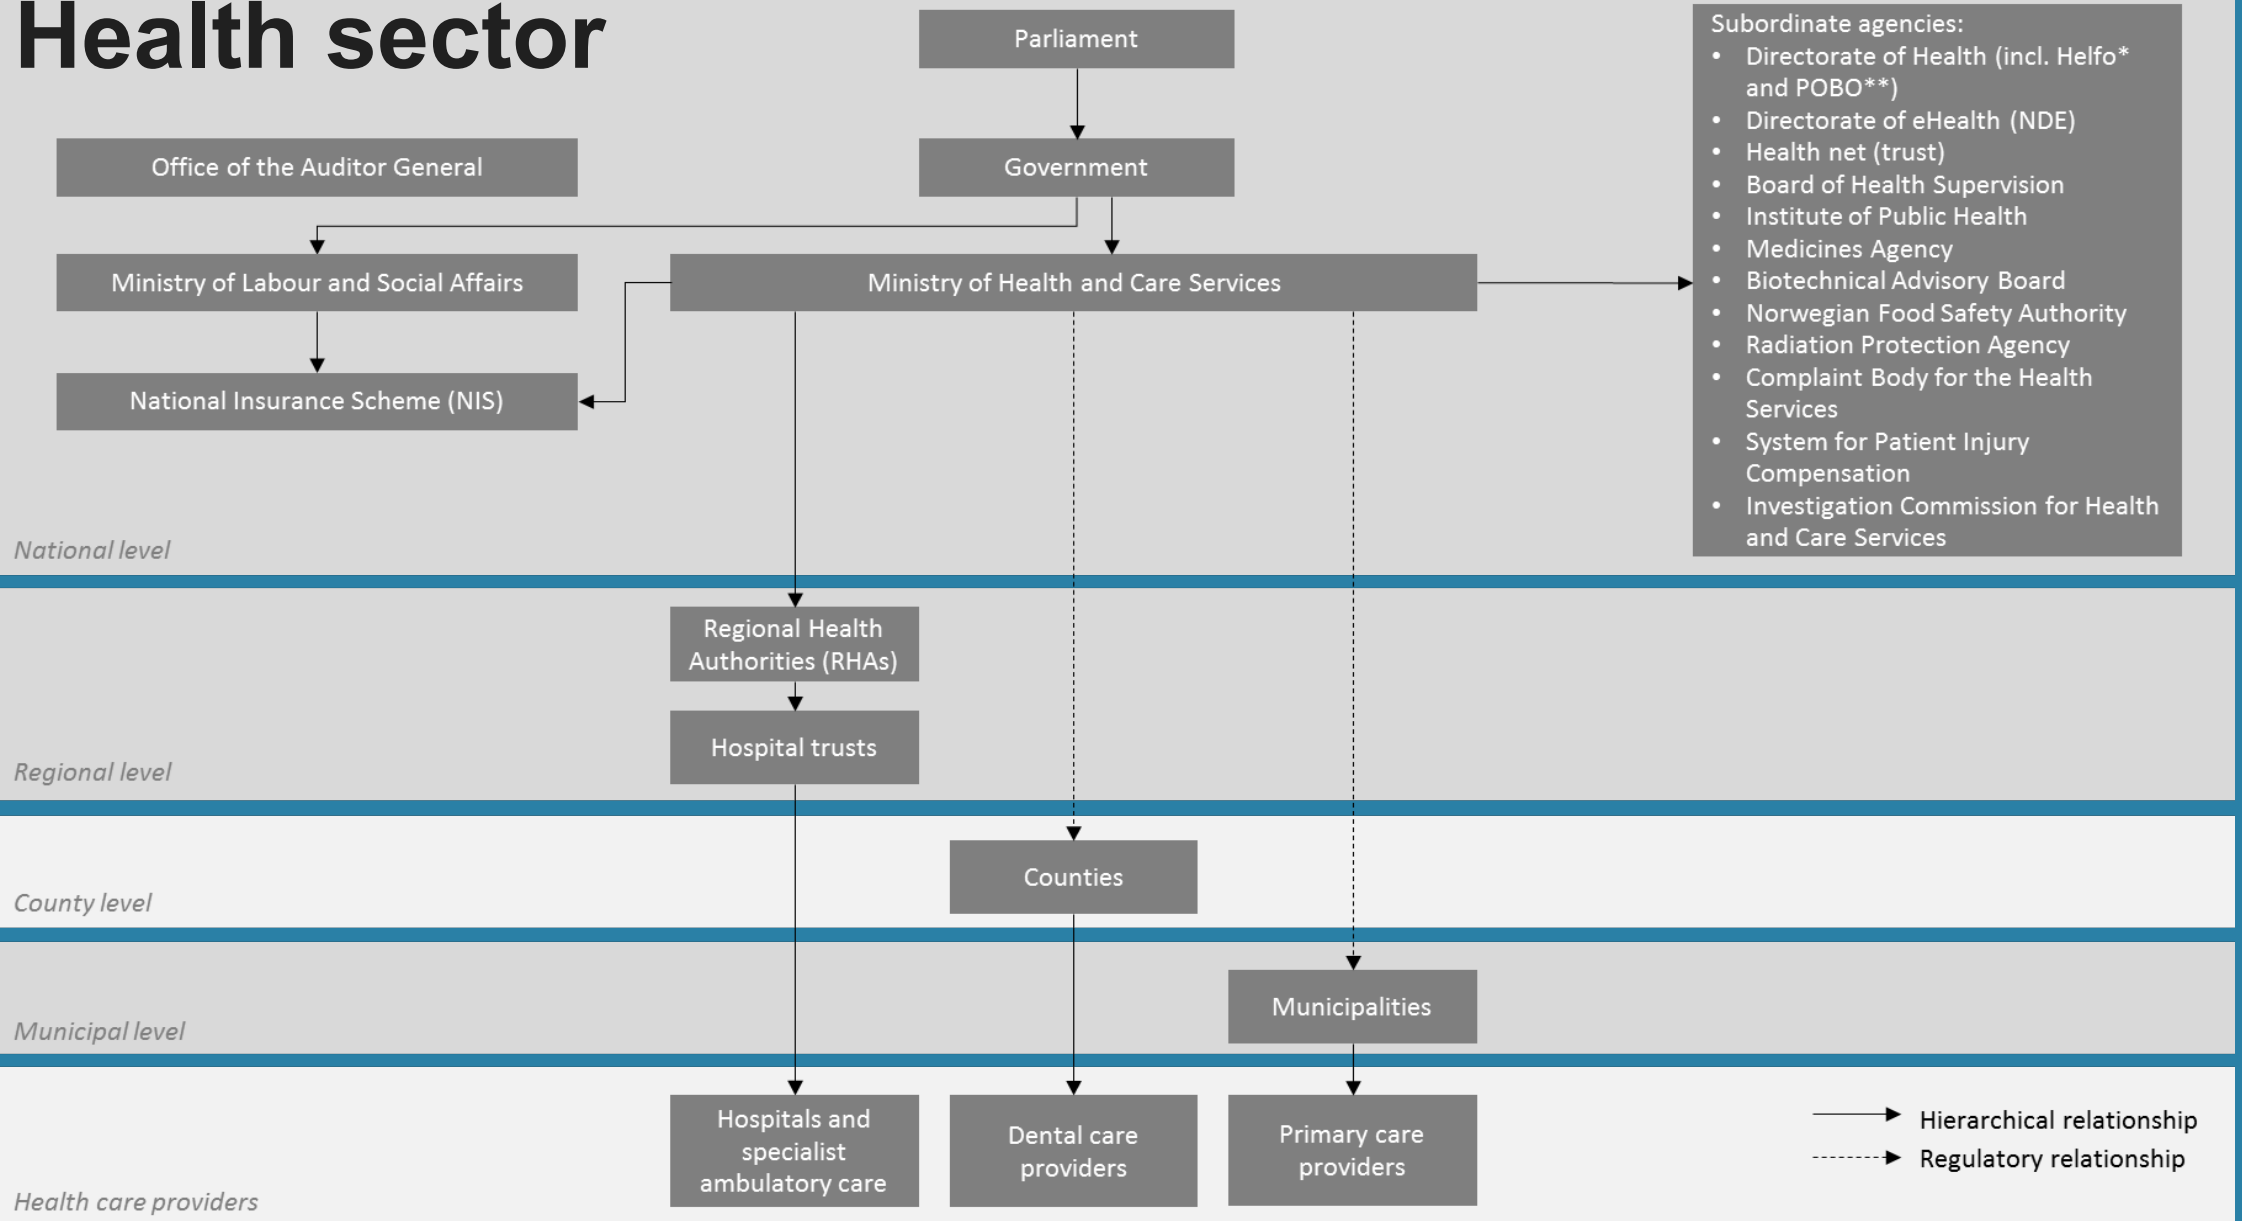 Health sector
Parliament
Office of the Auditor General
Government
Ministry of Labour and Social Affairs
Ministry of Health and Care Services
National Insurance Scheme (NIS)
Subordinate agencies:
• Directorate of Health (incl. Helfo*
and POBO**)
• Directorate of eHealth (NDE)
• Health net (trust)
• Board of Health Supervision
• Institute of Public Health
• Medicines Agency
• Biotechnical Advisory Board
• Norwegian Food Safety Authority
• Radiation Protection Agency
• Complaint Body for the Health
Services
• System for Patient Injury
Compensation
• Investigation Commission for Health
and Care Services
National level
Regional Health
Authorities (RHAs)
Hospital trusts
Regional level
Counties
County level
Municipalities
Municipal level
Hospitals and
specialist
ambulatory care
Dental care
providers
Primary care
providers
Hierarchical relationship
Regulatory relationship
Health care providers